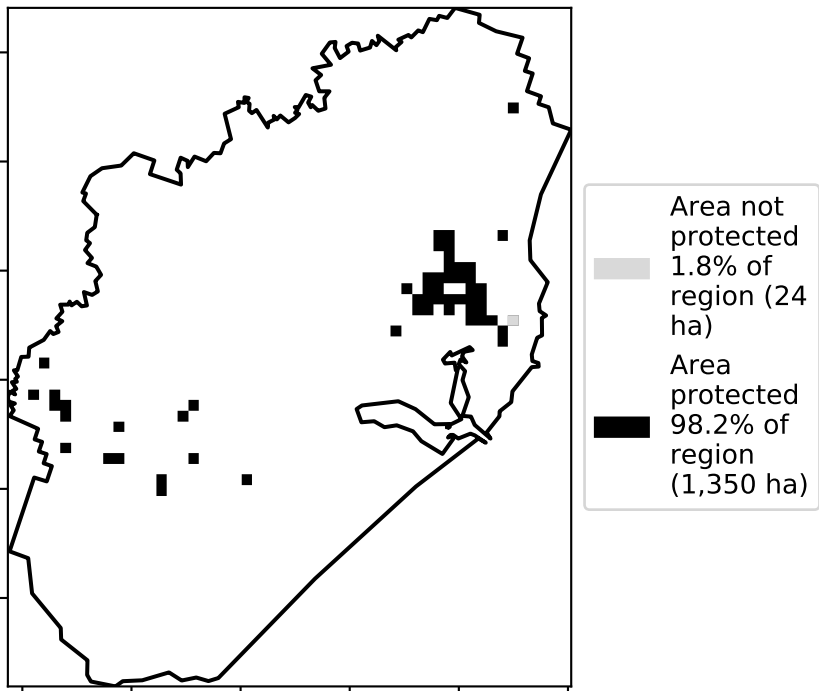 Area not
protected
1.8% of
region (24
ha)
Area
protected
98.2% of
region
(1,350 ha)